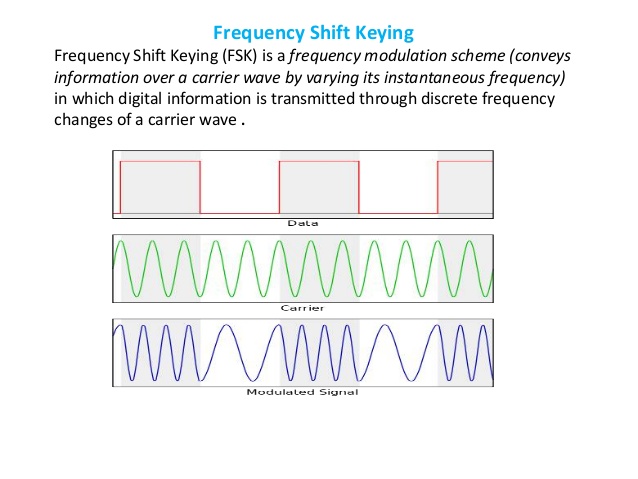 Frequency Shift Keying
Frequency Shift Keying (FSK) is a frequency modulation scheme (conveys
information over a carrier wave by varying its instantaneous frequency)
in which digital information is transmitted through discrete frequency
changes of a carrier wave .
Data
Carrier
Modulated Signal